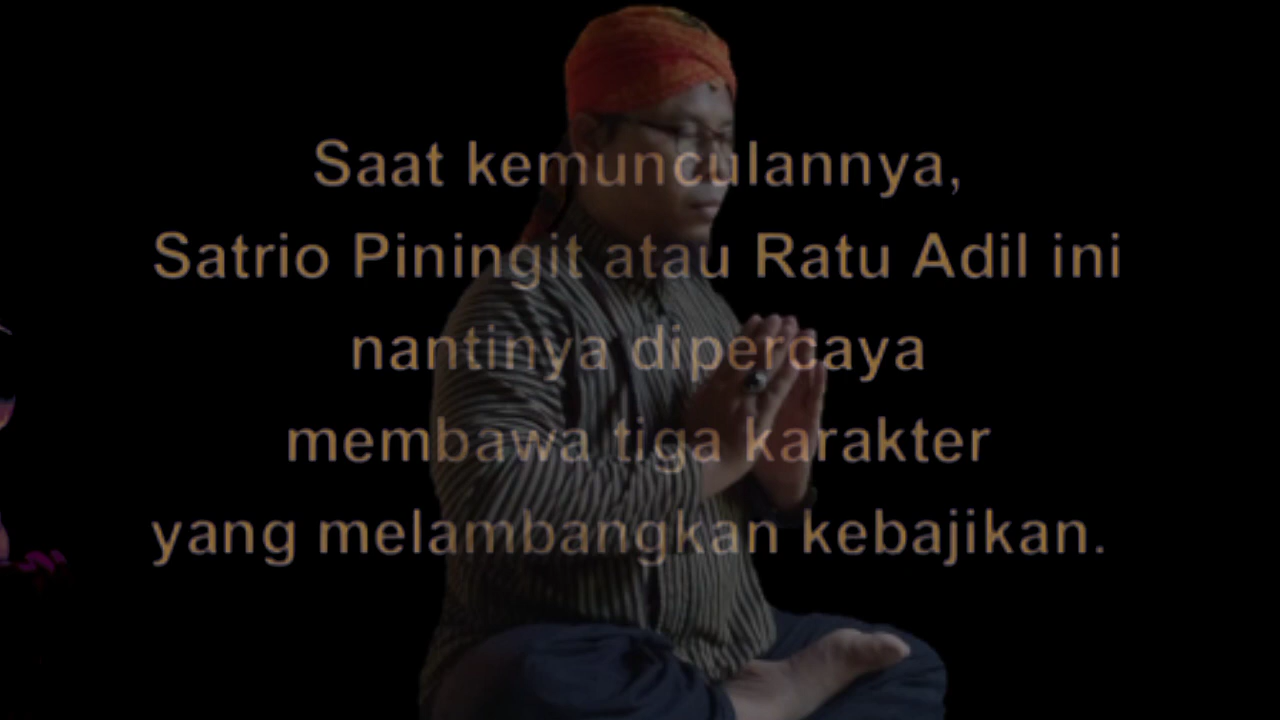 Saat kemunculannya,
Satrio Piningit atau Ratu Adil ini
nantinya dipercaya
membawa tiga karakter
yang melambangkan kebajikan.